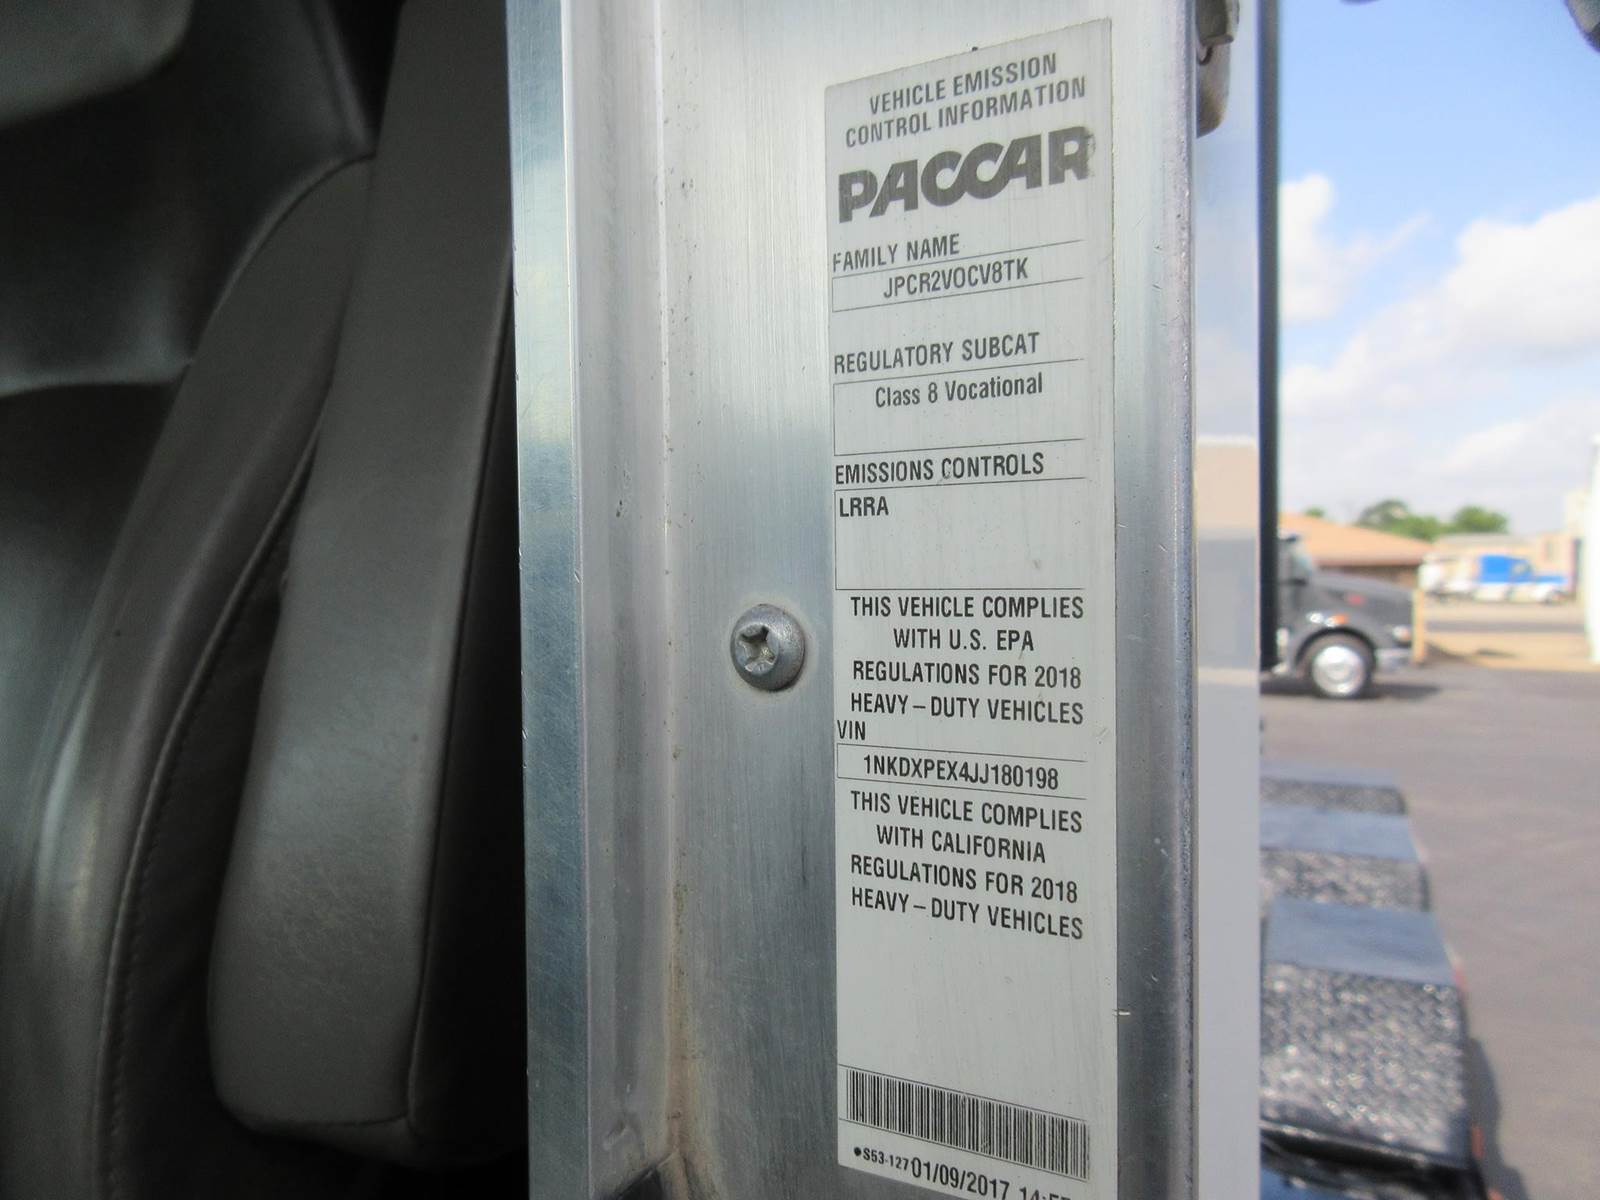 VEHICLE EMISSION
CONTROL INFORMATION
PACCAR
FAMILY NAME
JPCR2VOCV8TK
REGULATORY SUBCAT
Class 8 Vocational
EMISSIONS CONTROLS
LRRA
THIS VEHICLE COMPLIES
WITH U.S. EPA
REGULATIONS FOR 2018
HEAVY – DUTY VEHICLES
VIN
1NKDXPEX4JJ180198
THIS VEHICLE COMPLIES
WITH CALIFORNIA
REGULATIONS FOR 2018
HEAVY – DUTY VEHICLES
•S53-127 01/09/2017